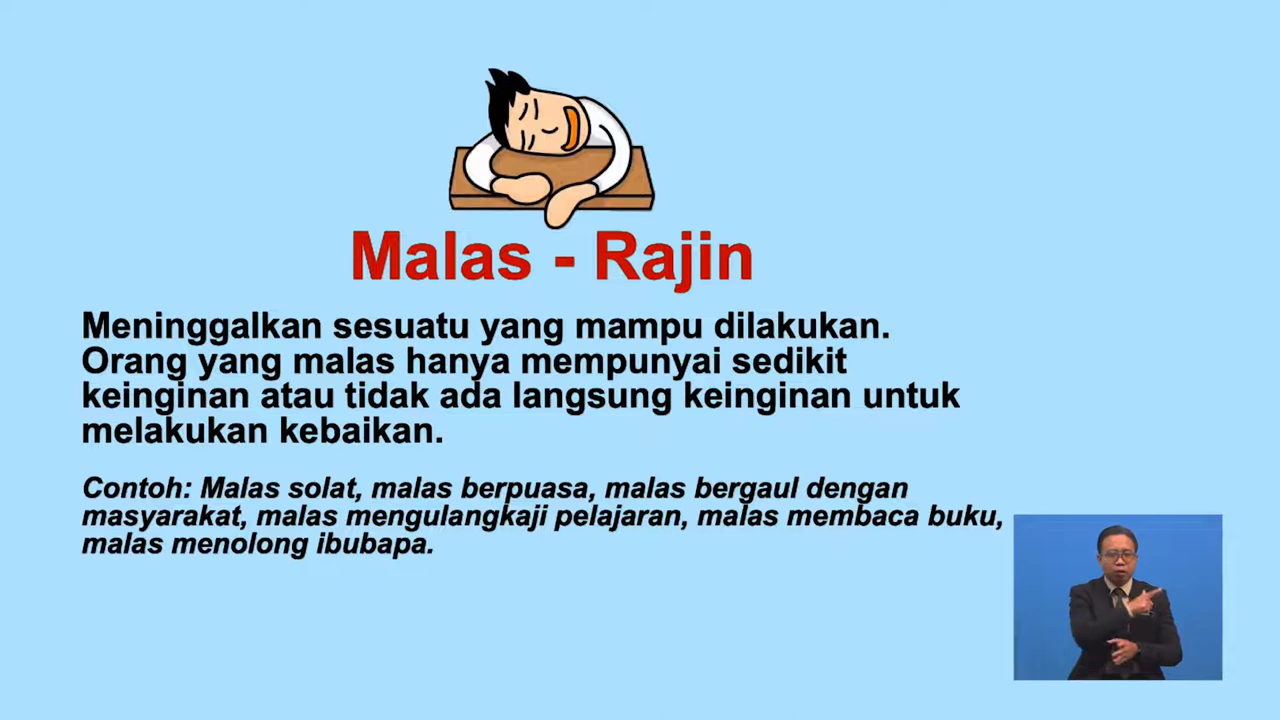 Malas - Rajin
Meninggalkan sesuatu yang mampu dilakukan.
Orang yang malas hanya mempunyai sedikit
keinginan atau tidak ada langsung keinginan untuk
melakukan kebaikan.
Contoh: Malas solat, malas berpuasa, malas bergaul dengan
masyarakat, malas mengulangkaji pelajaran, malas membaca buku,
malas menolong ibubapa.